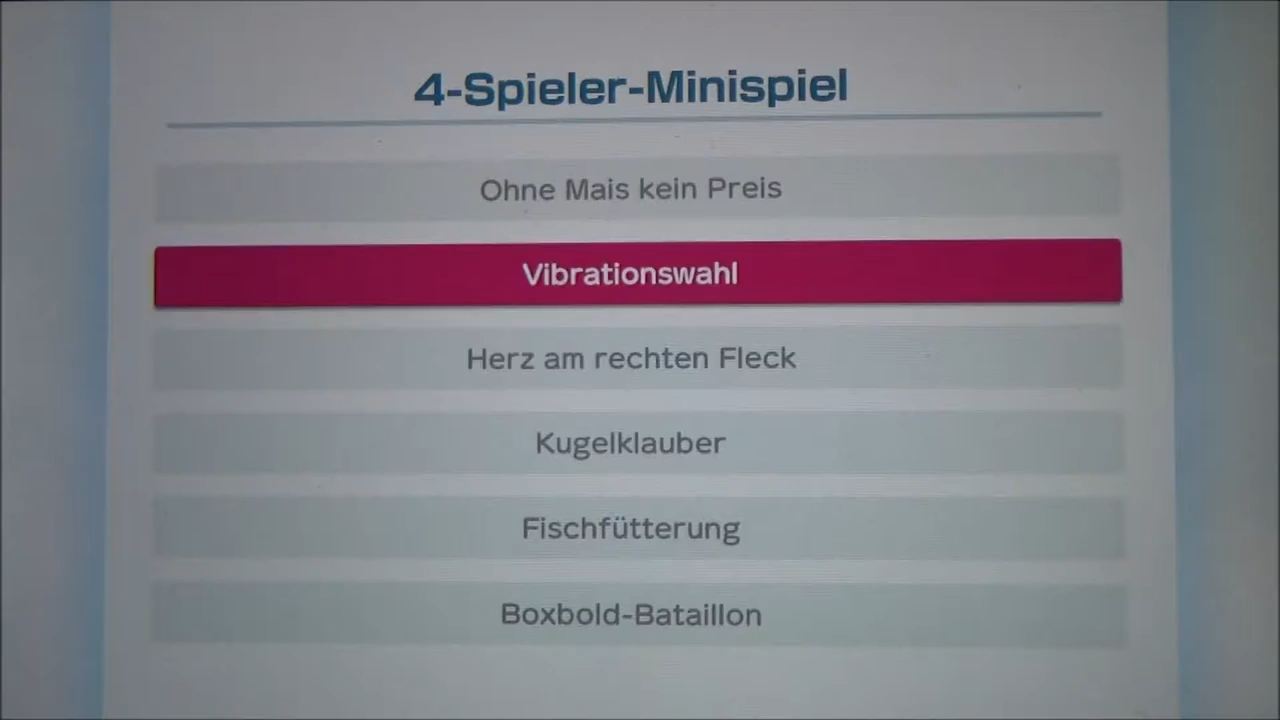 4-Spieler-Minispiel
Ohne Mais kein Preis
Vibrationswahl
Herz am rechten Fleck
Kugelklauber
Fischfütterung
Boxbold-Bataillon